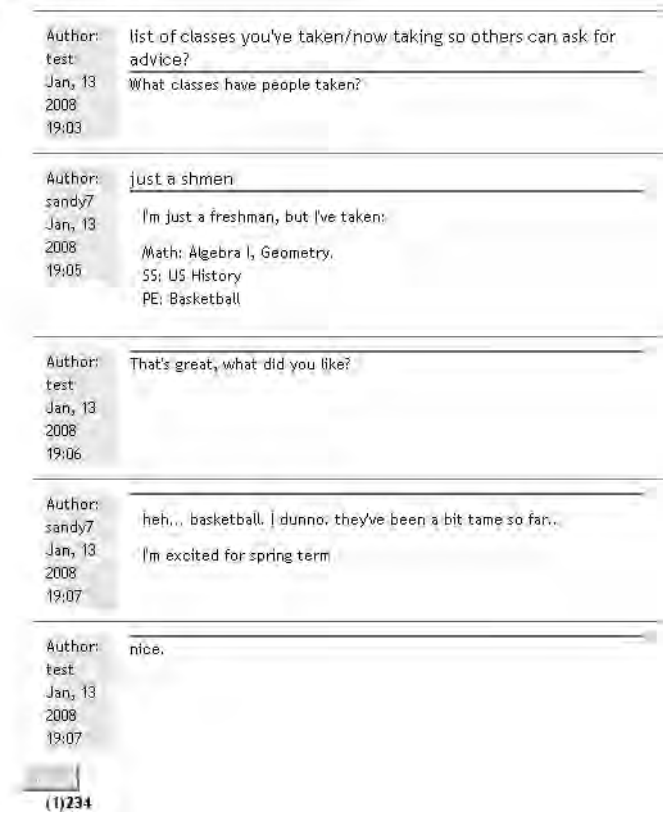 Author:
test
Jan, 13
2008
19:03
list of classes you've taken/now taking so others can ask for
advice?
What classes have people taken?
Author:
sandy7
Jan, 13
2008
19:05
just a shmen
I'm just a freshman, but I've taken:
Math: Algebra I, Geometry.
SS: US History
PE: Basketball
Author:
test
Jan, 13
2008
19:06
That's great, what did you like?
Author:
sandy7
Jan, 13
2008
19:07
heh... basketball. I dunno. they've been a bit tame so far..
I'm excited for spring term
Author:
test
Jan, 13
2008
19:07
nice.
(1)234